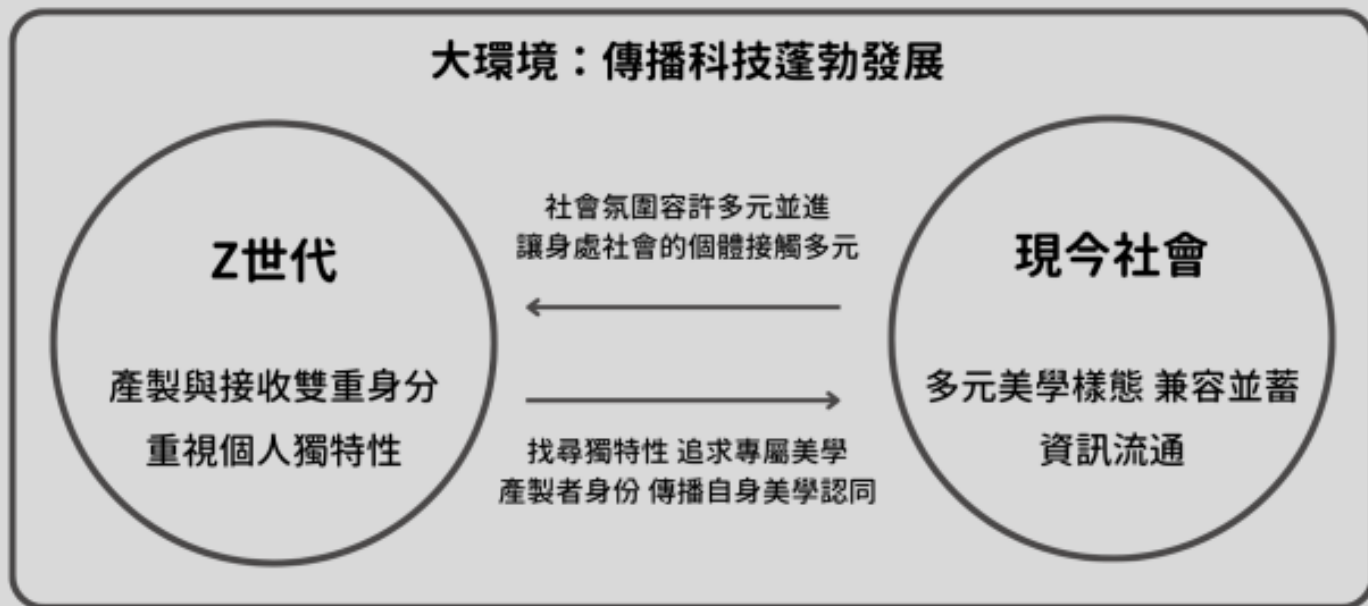 大環境：傳播科技蓬勃發展
Z世代
產製與接收雙重身分
重視個人獨特性
社會氛圍容許多元並進
讓身處社會的個體接觸多元
找尋獨特性 追求專屬美學
產製者身份 傳播自身美學認同
現今社會
多元美學樣態 兼容並蓄
資訊流通